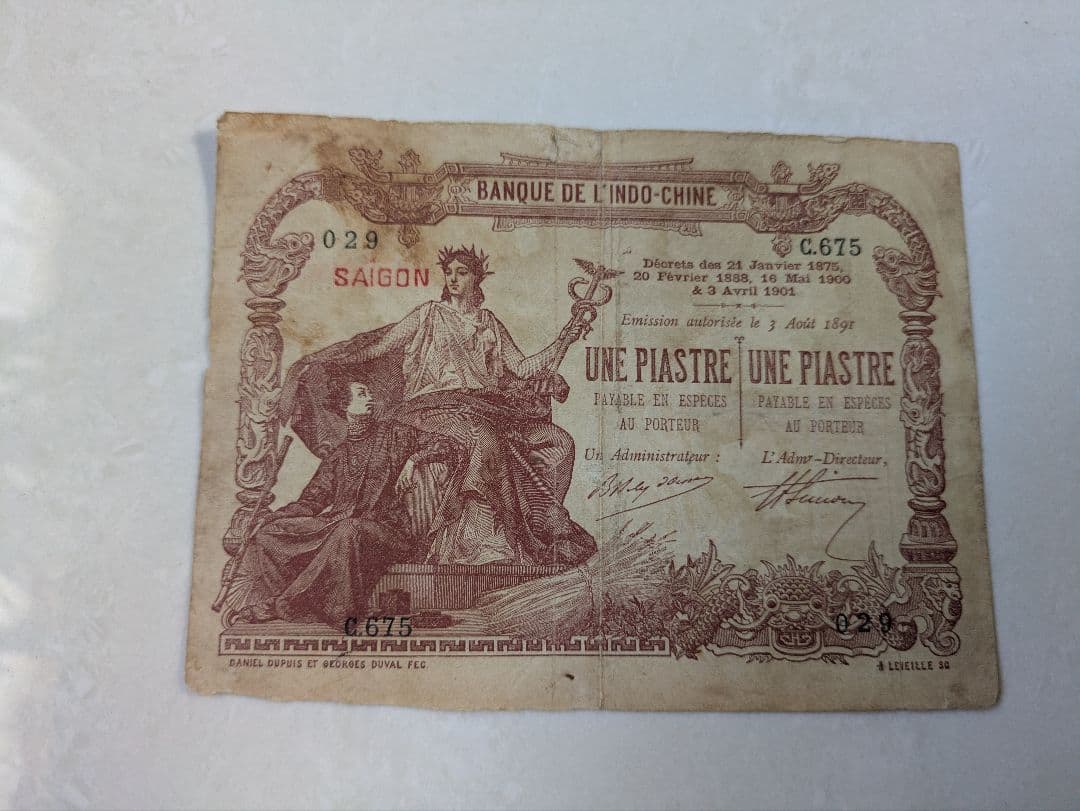 BANQUE DE L'INDO-CHINE
029
C.675
SAIGON
Décrets des 21 Janvier 1875,
20 Février 1888, 16 Mai 1900
& 3 Avril 1901
Emission autorisée le 3 Août 1891
UNE PIASTRE
PAYABLE EN ESPÈCES
AU PORTEUR
UNE PIASTRE
PAYABLE EN ESPÈCES
AU PORTEUR
Un Administrateur :
L'Admr-Directeur,
C.675
029
DANIEL DUPUIS ET GEORGES DUVAL FEC.
A LEVEILLE SC